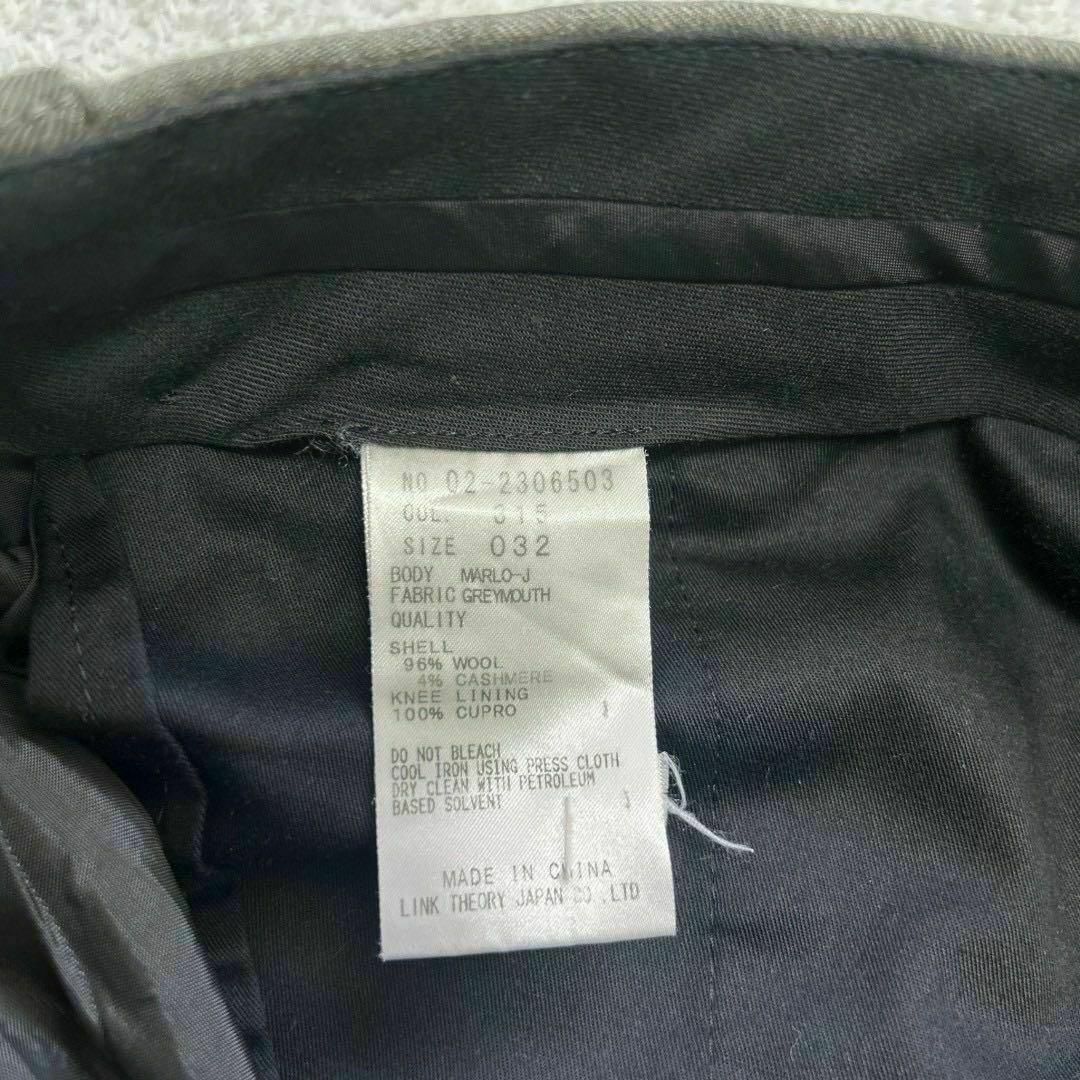 NO 02-2306503
COL. 315
SIZE 032
BODY MARLO-J
FABRIC GREYMOUTH
QUALITY
SHELL
96% WOOL
4% CASHMERE
KNEE LINING
100% CUPRO
DO NOT BLEACH
COOL IRON USING PRESS CLOTH
DRY CLEAN WITH PETROLEUM
BASED SOLVENT
MADE IN CHINA
LINK THEORY JAPAN CO.,LTD